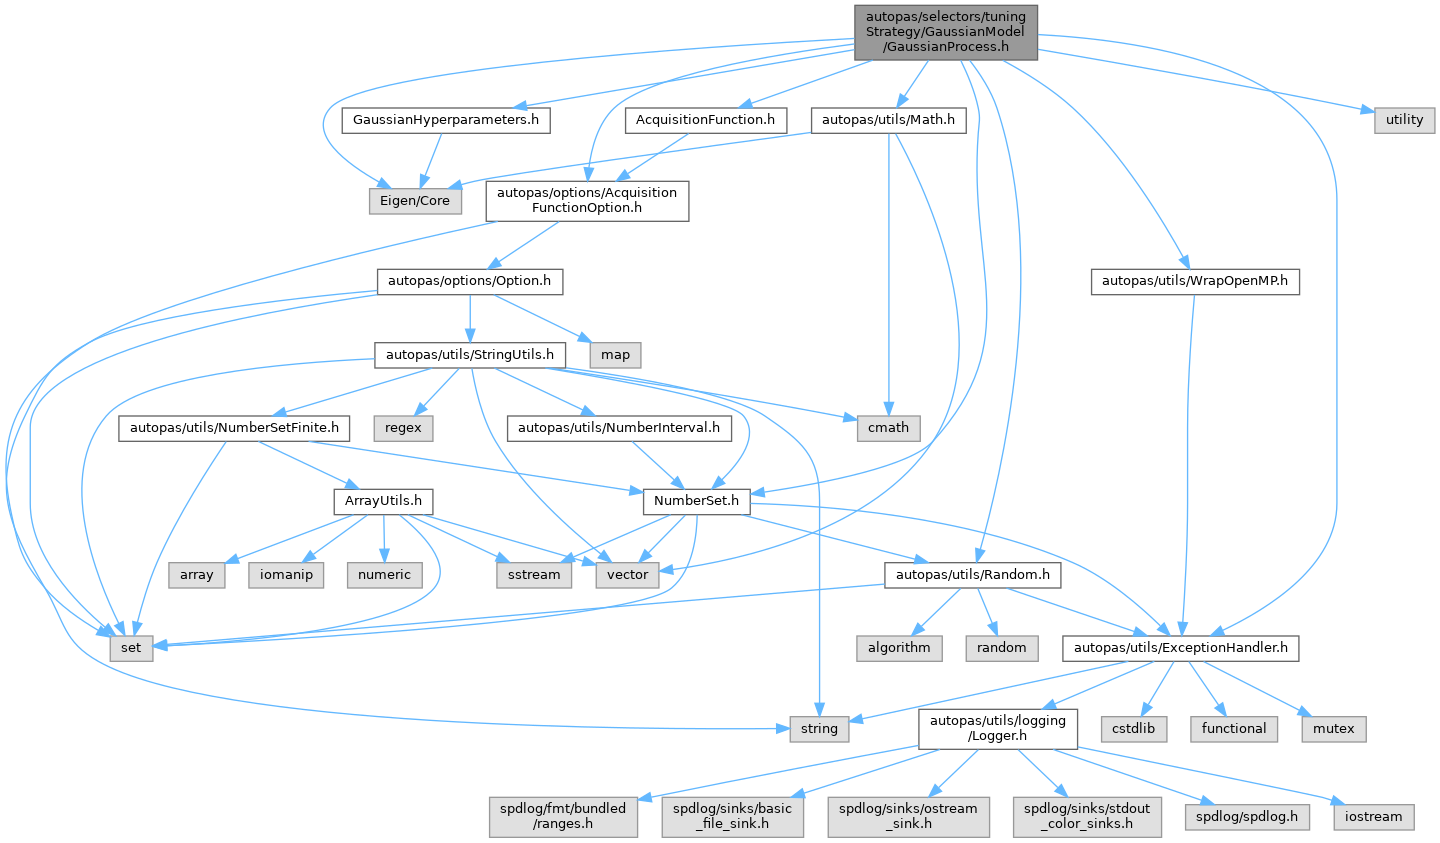 autopas/selectors/tuning
Strategy/GaussianModel
/GaussianProcess.h
GaussianHyperparameters.h
AcquisitionFunction.h
autopas/utils/Math.h
utility
Eigen/Core
autopas/options/Acquisition
FunctionOption.h
autopas/options/Option.h
autopas/utils/WrapOpenMP.h
autopas/utils/StringUtils.h
map
autopas/utils/NumberSetFinite.h
regex
autopas/utils/NumberInterval.h
cmath
ArrayUtils.h
NumberSet.h
array
iomanip
numeric
sstream
vector
autopas/utils/Random.h
set
algorithm
random
autopas/utils/ExceptionHandler.h
string
autopas/utils/logging
/Logger.h
cstdlib
functional
mutex
spdlog/fmt/bundled
/ranges.h
spdlog/sinks/basic
_file_sink.h
spdlog/sinks/ostream
_sink.h
spdlog/sinks/stdout
_color_sinks.h
spdlog/spdlog.h
iostream